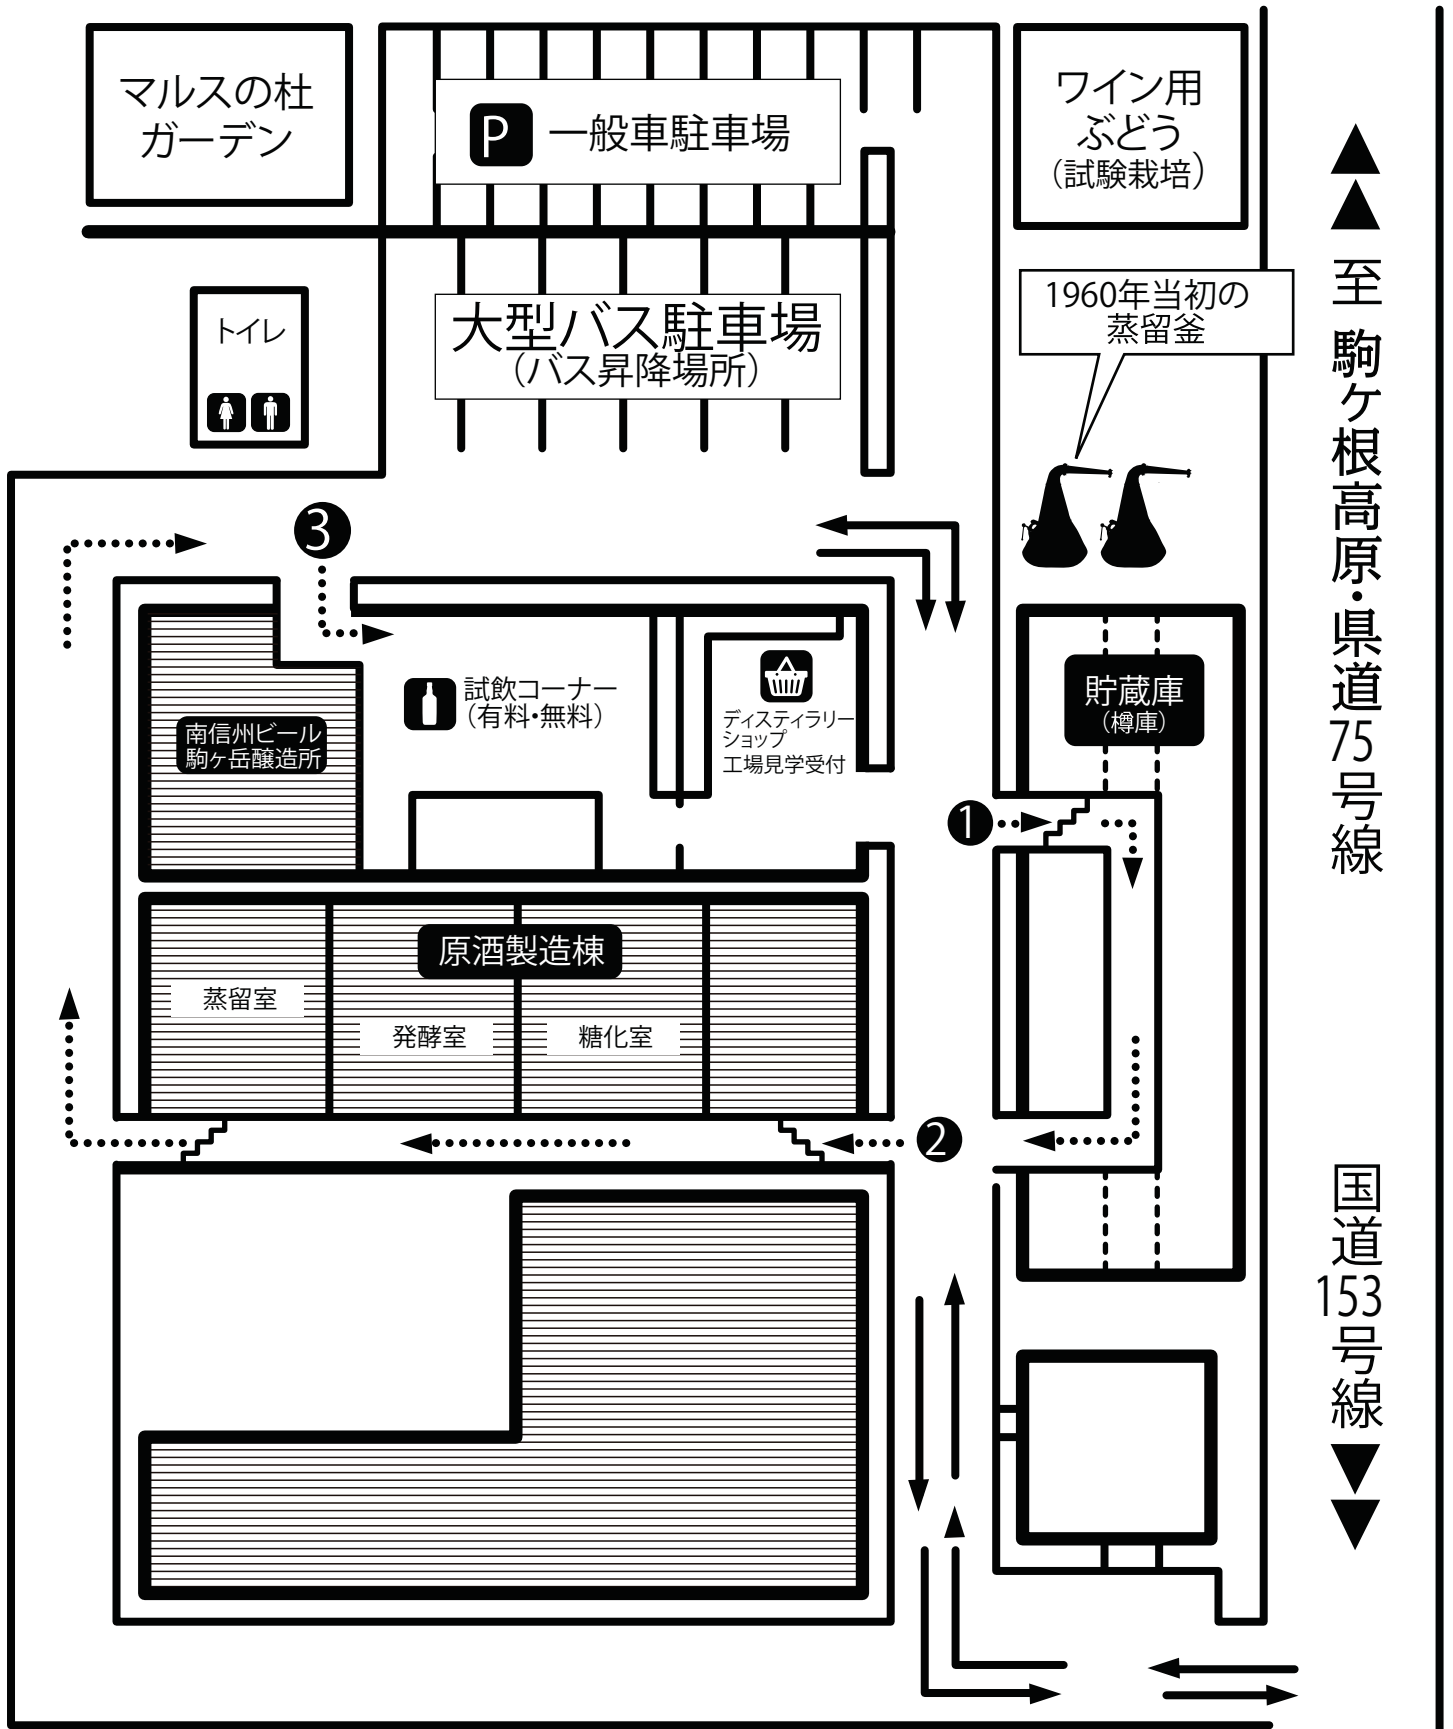 マルスの杜
ガーデン
P 一般車駐車場
ワイン用
ぶどう
（試験栽培）
トイレ
大型バス駐車場
（バス昇降場所）
1960年当初の
蒸留釜
至 駒ヶ根高原・県道75号線
3
試飲コーナー
（有料・無料）
ディスティラリー
ショップ
工場見学受付
貯蔵庫
（樽庫）
南信州ビール
駒ヶ岳醸造所
1
原酒製造棟
蒸留室
発酵室
糖化室
2
国道153号線